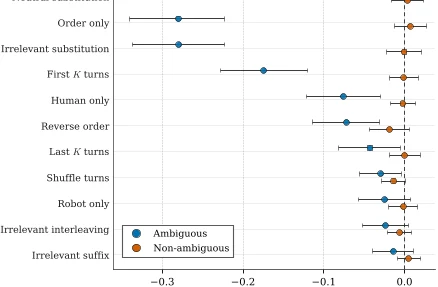 Order only
Irrelevant substitution
First K turns
Human only
Reverse order
Last K turns
Shuffle turns
Robot only
Irrelevant interleaving
Irrelevant suffix
Ambiguous
Non-ambiguous
−0.3 −0.2 −0.1 0.0